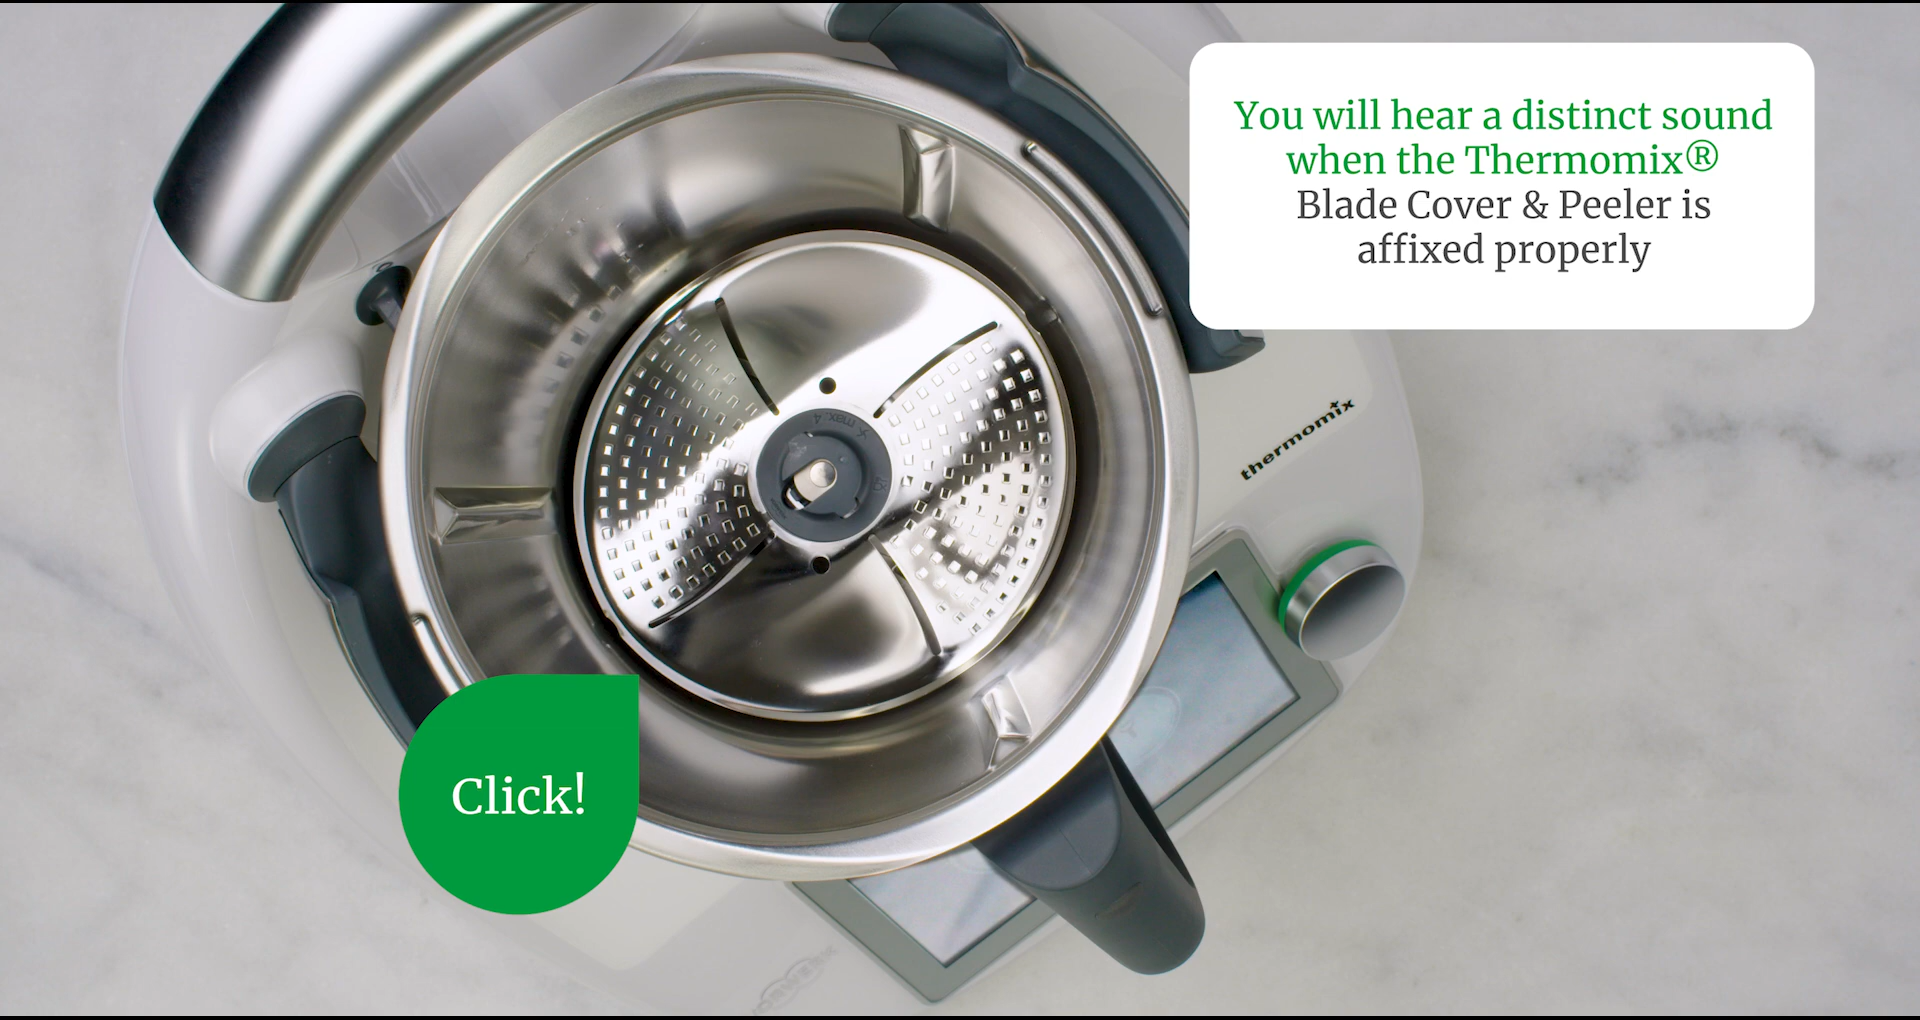 You will hear a distinct sound
when the Thermomix®
Blade Cover & Peeler is
affixed properly
max. 4
thermomix
Click!